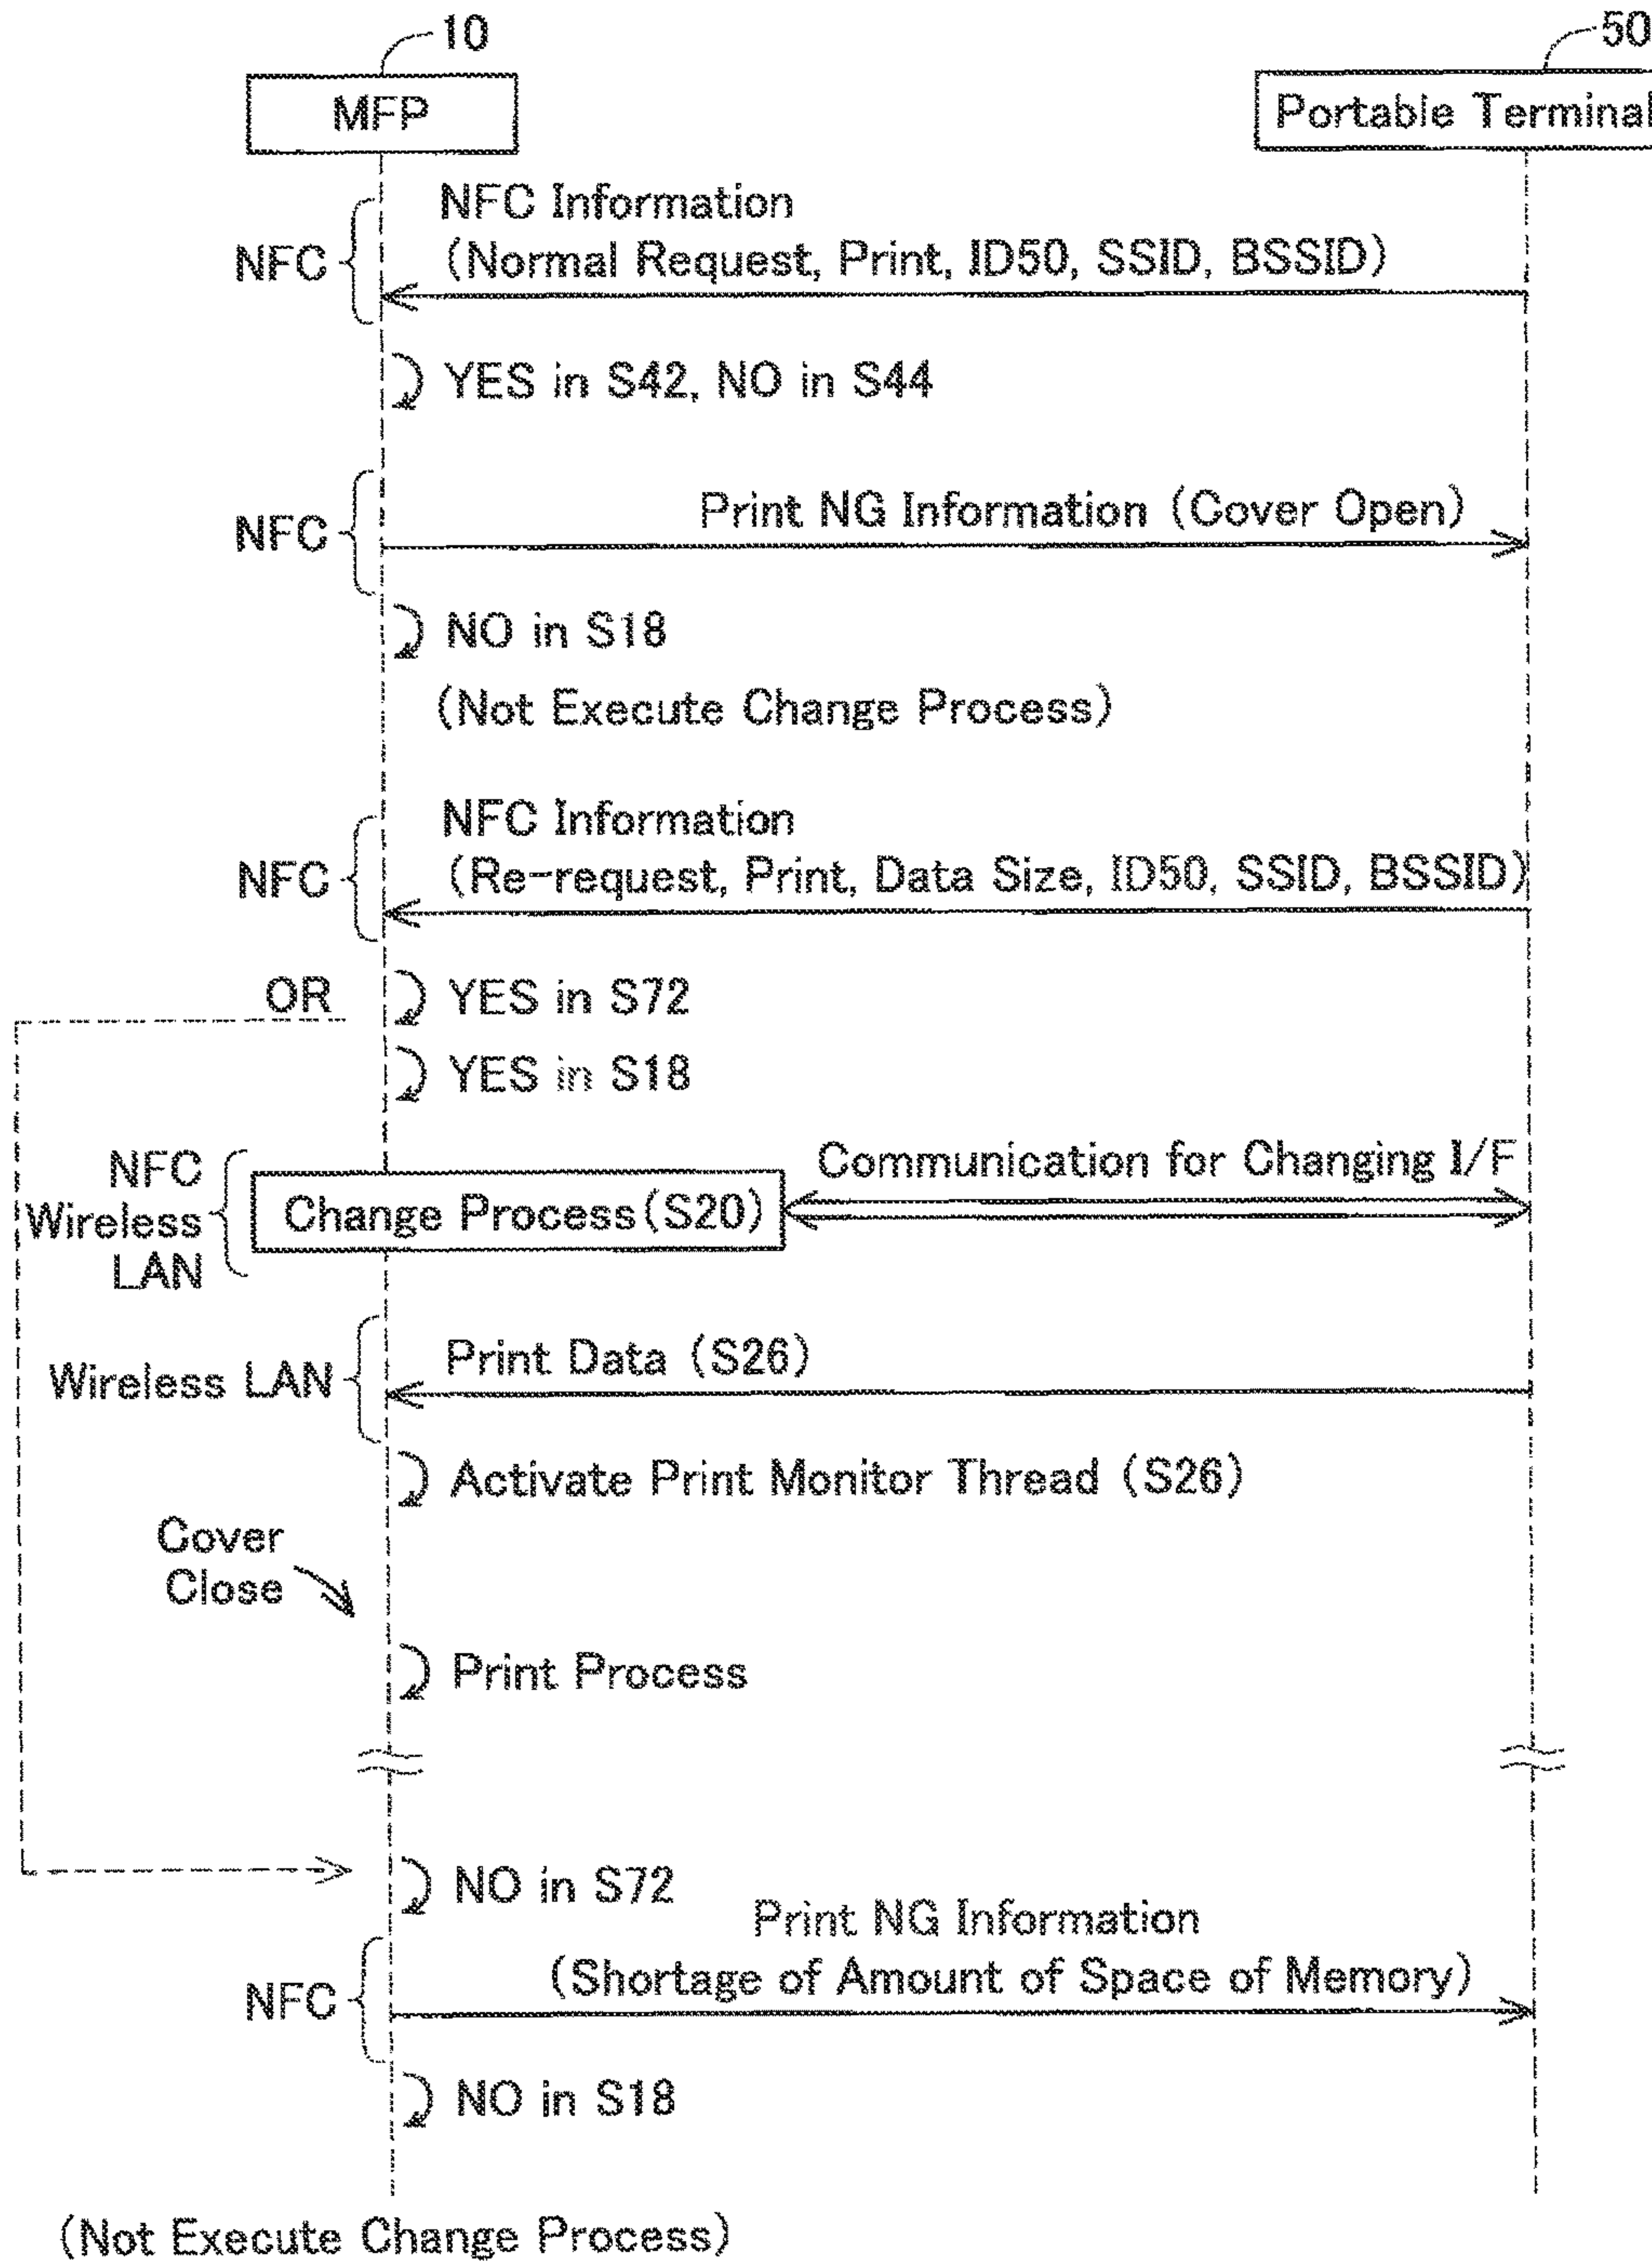 10
50
MFP
Portable Terminal
NFC Information
(Normal Request, Print, ID50, SSID, BSSID)
NFC
YES in S42, NO in S44
Print NG Information (Cover Open)
NFC
NO in S18
(Not Execute Change Process)
NFC Information
(Re-request, Print, Data Size, ID50, SSID, BSSID)
NFC
OR
YES in S72
YES in S18
NFC
Wireless
LAN
Change Process(S20)
Communication for Changing I/F
Print Data (S26)
Wireless LAN
Activate Print Monitor Thread (S26)
Cover
Close
Print Process
NO in S72
Print NG Information
(Shortage of Amount of Space of Memory)
NFC
NO in S18
(Not Execute Change Process)